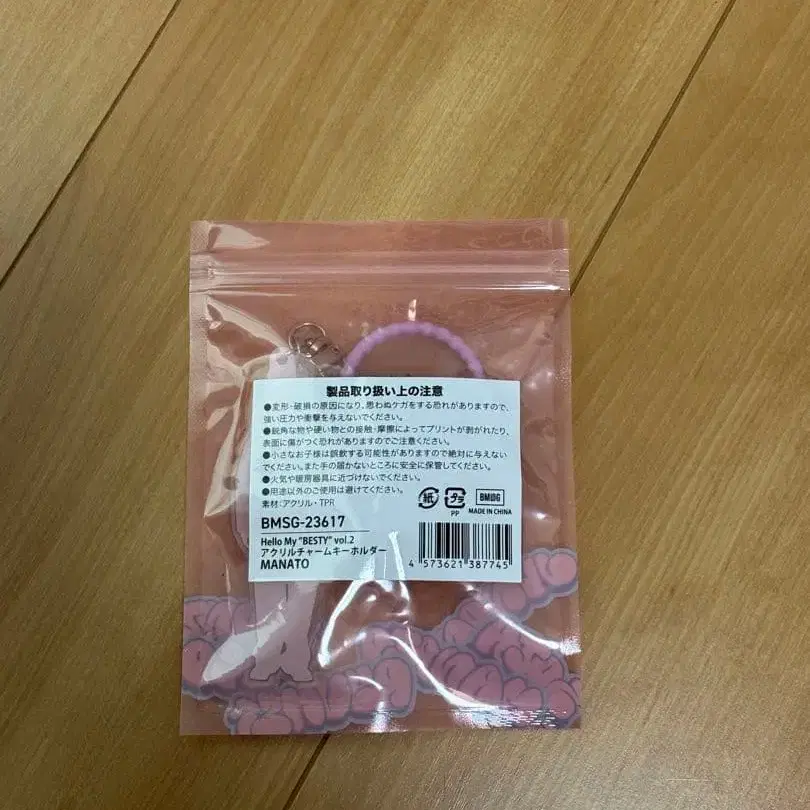 製品取り扱い上の注意
●変形・破損の原因になり、思わぬケガをする恐れがありますので、
強い圧力や衝撃を与えないでください。
●鋭角な物や硬い物との接触・摩擦によってプリントが剥がれたり、
表面に傷がつく恐れがありますのでご注意ください。
●小さなお子様は誤飲する可能性がありますので絶対に与えない
でください。また手の届かないところに安全に保管してください。
●火気や暖房器具に近づけないでください。
●用途以外のご使用は避けてください。
素材:アクリル・TPR
紙
プラ
PP
BMSG
MADE IN CHINA
BMSG-23617
Hello My "BESTY" vol.2
アクリルチャームキーホルダー
MANATO
4 573621 387745